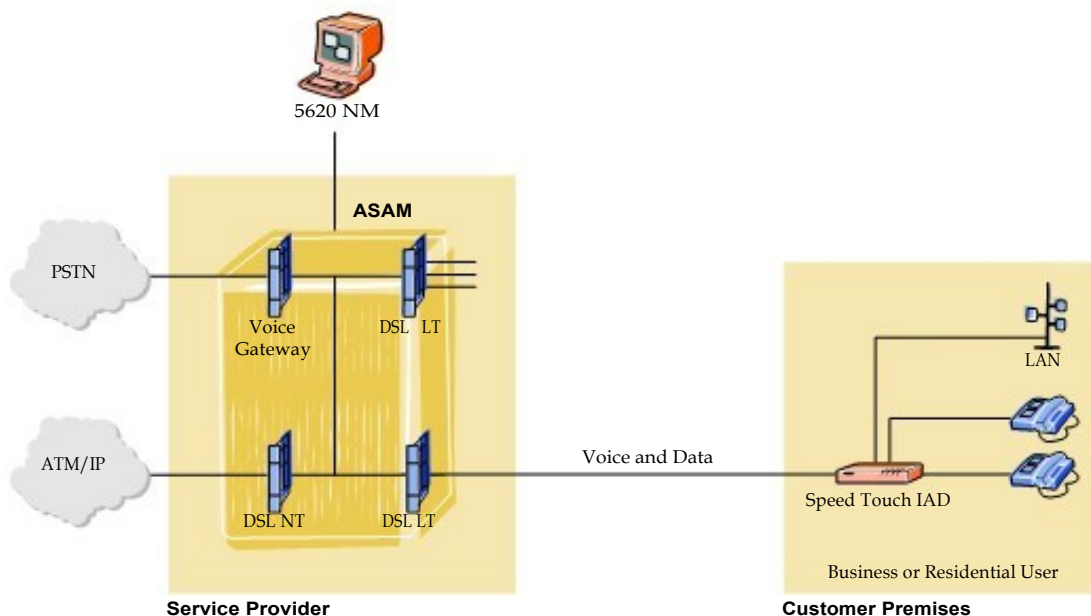 5620 NM
ASAM
PSTN
Voice
Gateway
DSL LT
LAN
ATM/IP
Voice and Data
DSL NT
DSL LT
Speed Touch IAD
Business or Residential User
Service Provider
Customer Premises